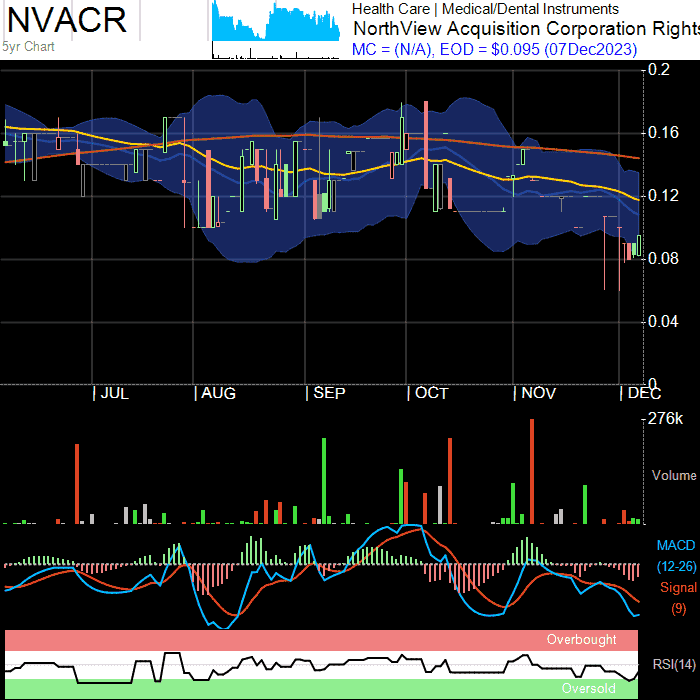 NVACR
5yr Chart
Health Care | Medical/Dental Instruments
NorthView Acquisition Corporation Rights
MC = (N/A), EOD = $0.095 (07Dec2023)
0.2
0.16
0.12
0.08
0.04
0
JUL AUG SEP OCT NOV DEC
276k
Volume
MACD
(12-26)
Signal
(9)
Overbought
RSI(14)
Oversold